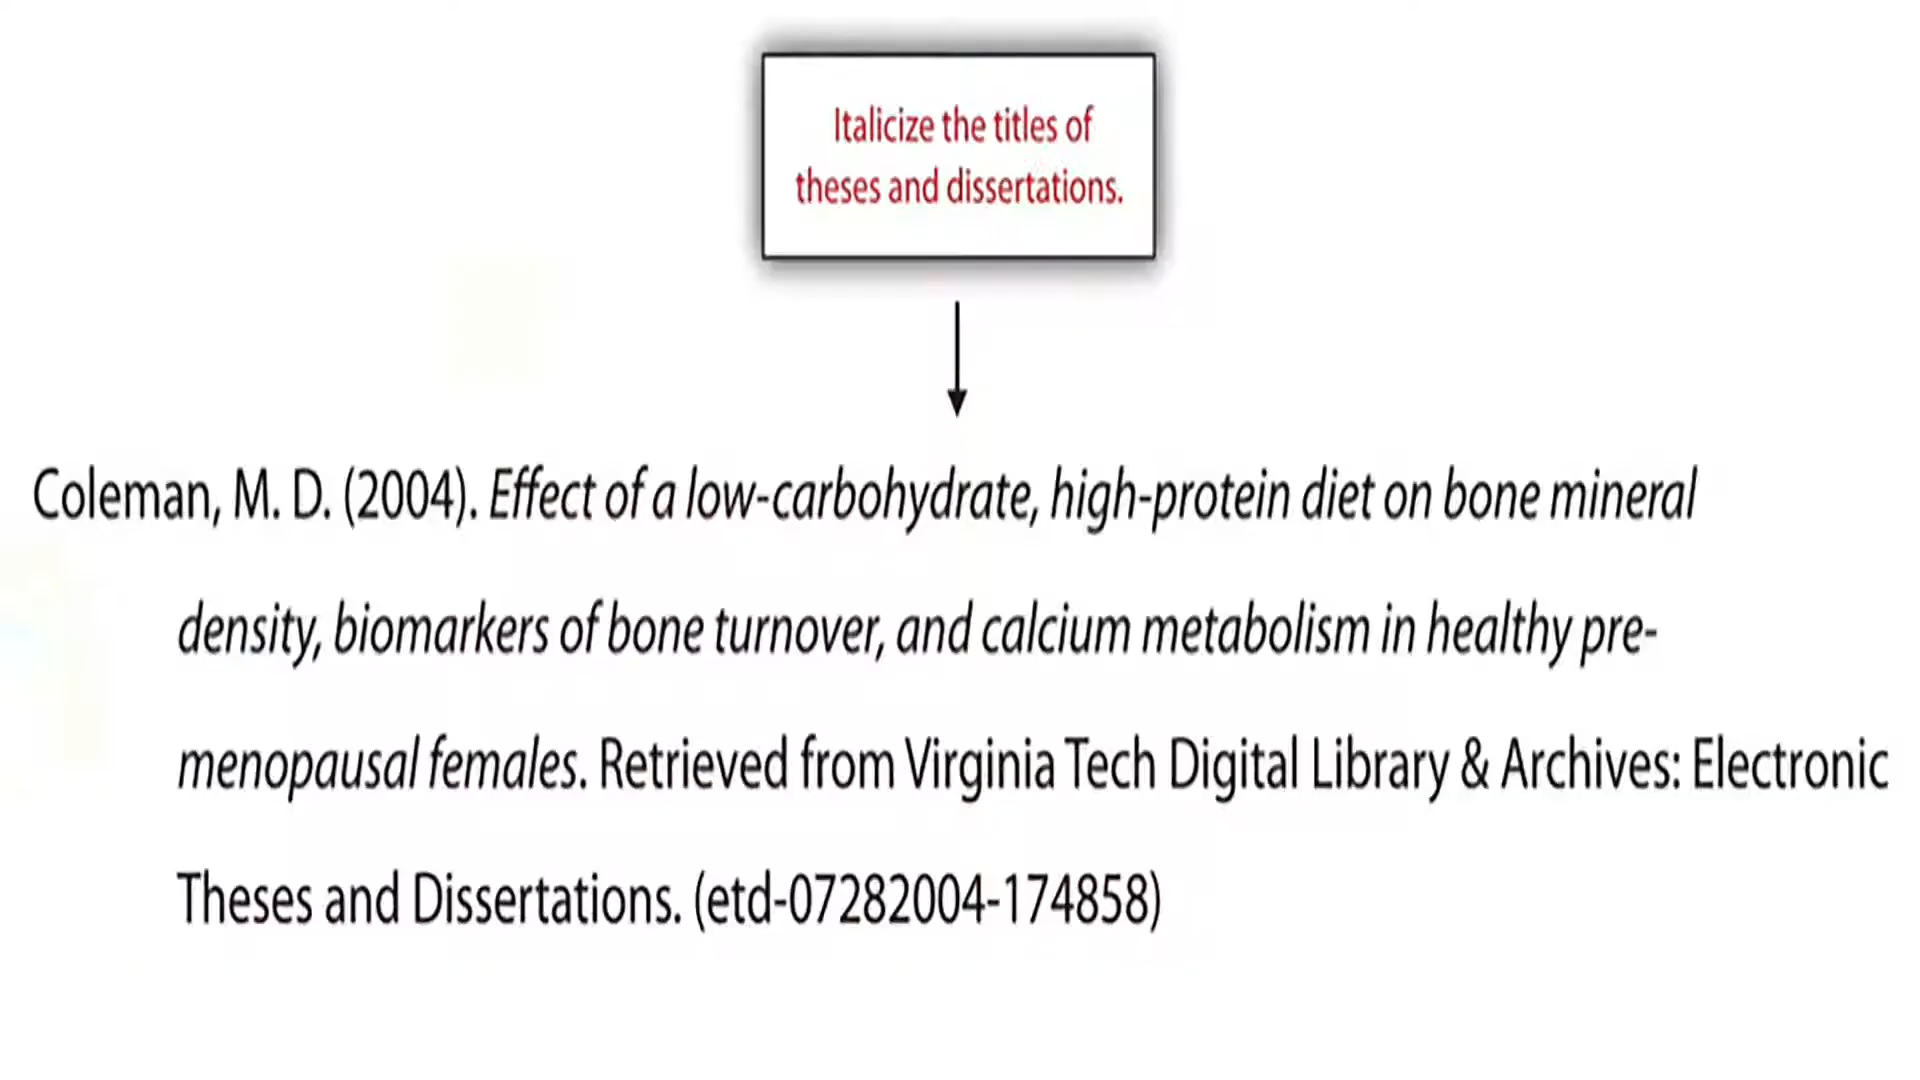 Italicize the titles of
theses and dissertations.
Coleman, M. D. (2004). Effect of a low-carbohydrate, high-protein diet on bone mineral
density, biomarkers of bone turnover, and calcium metabolism in healthy pre-
menopausal females. Retrieved from Virginia Tech Digital Library & Archives: Electronic
Theses and Dissertations. (etd-07282004-174858)